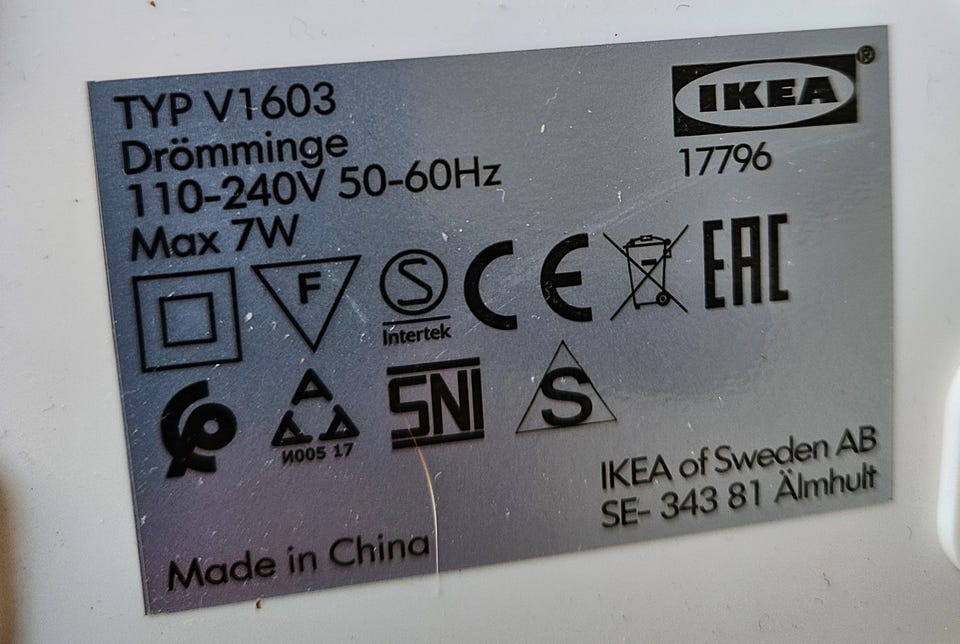 TYP V1603
Drömminge
110-240V 50-60Hz
Max 7W
IKEA®
17796
F
S
Intertek
CE
EAC
A
И005 17
SNI
S
IKEA of Sweden AB
SE- 343 81 Älmhult
Made in China